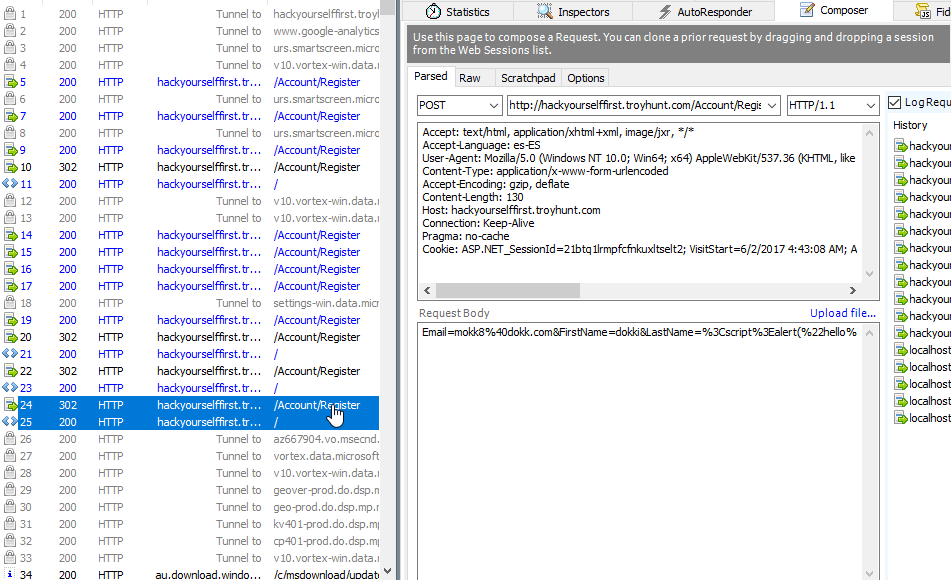 1 200 HTTP Tunnel to hackyourselffirst.troyh
2 200 HTTP Tunnel to www.google-analytics
3 200 HTTP Tunnel to urs.smartscreen.micro
4 200 HTTP Tunnel to v10.vortex-win.data.m
5 200 HTTP hackyourselffirst.tr... /Account/Register
6 200 HTTP Tunnel to urs.smartscreen.micro
7 200 HTTP hackyourselffirst.tr... /Account/Register
8 200 HTTP Tunnel to urs.smartscreen.micro
9 200 HTTP hackyourselffirst.tr... /Account/Register
10 302 HTTP hackyourselffirst.tr... /Account/Register
11 200 HTTP hackyourselffirst.tr... /
12 200 HTTP Tunnel to v10.vortex-win.data.m
13 200 HTTP Tunnel to v10.vortex-win.data.m
14 200 HTTP hackyourselffirst.tr... /Account/Register
15 200 HTTP hackyourselffirst.tr... /Account/Register
16 200 HTTP hackyourselffirst.tr... /Account/Register
17 200 HTTP hackyourselffirst.tr... /Account/Register
18 200 HTTP Tunnel to settings-win.data.micr
19 200 HTTP hackyourselffirst.tr... /Account/Register
20 302 HTTP hackyourselffirst.tr... /Account/Register
21 200 HTTP hackyourselffirst.tr... /
22 302 HTTP hackyourselffirst.tr... /Account/Register
23 200 HTTP hackyourselffirst.tr... /
24 302 HTTP hackyourselffirst.tr... /Account/Register
25 200 HTTP hackyourselffirst.tr... /
26 200 HTTP Tunnel to az667904.vo.msecnd.
27 200 HTTP Tunnel to vortex.data.microsoft
28 200 HTTP Tunnel to v10.vortex-win.data.m
29 200 HTTP Tunnel to geover-prod.do.dsp.m
30 200 HTTP Tunnel to geo-prod.do.dsp.mp.r
31 200 HTTP Tunnel to kv401-prod.do.dsp.mp
32 200 HTTP Tunnel to cp401-prod.do.dsp.mp
33 200 HTTP Tunnel to v10.vortex-win.data.m
34 200 HTTP au.download.windo... /c/msdownload/updat
Statistics Inspectors AutoResponder Composer Fid
Use this page to compose a Request. You can clone a prior request by dragging and dropping a session
from the Web Sessions list.
Parsed Raw Scratchpad Options
POST http://hackyourselffirst.troyhunt.com/Account/Regis HTTP/1.1 Log Requ
Accept: text/html, application/xhtml+xml, image/jxr, */*
Accept-Language: es-ES
User-Agent: Mozilla/5.0 (Windows NT 10.0; Win64; x64) AppleWebKit/537.36 (KHTML, like
Content-Type: application/x-www-form-urlencoded
Accept-Encoding: gzip, deflate
Content-Length: 130
Host: hackyourselffirst.troyhunt.com
Connection: Keep-Alive
Pragma: no-cache
Cookie: ASP.NET_SessionId=21btq1lrmpfcfnkuxltselt2; VisitStart=6/2/2017 4:43:08 AM; A
Request Body Upload file...
Email=mokk8%40dokk.com&FirstName=dokki&LastName=%3Cscript%3Ealert(%22hello%
History
hackyou
hackyou
hackyou
hackyou
hackyou
hackyou
hackyou
hackyou
hackyou
hackyou
hackyou
hackyou
localhost
localhost
localhost
localhost
localhost